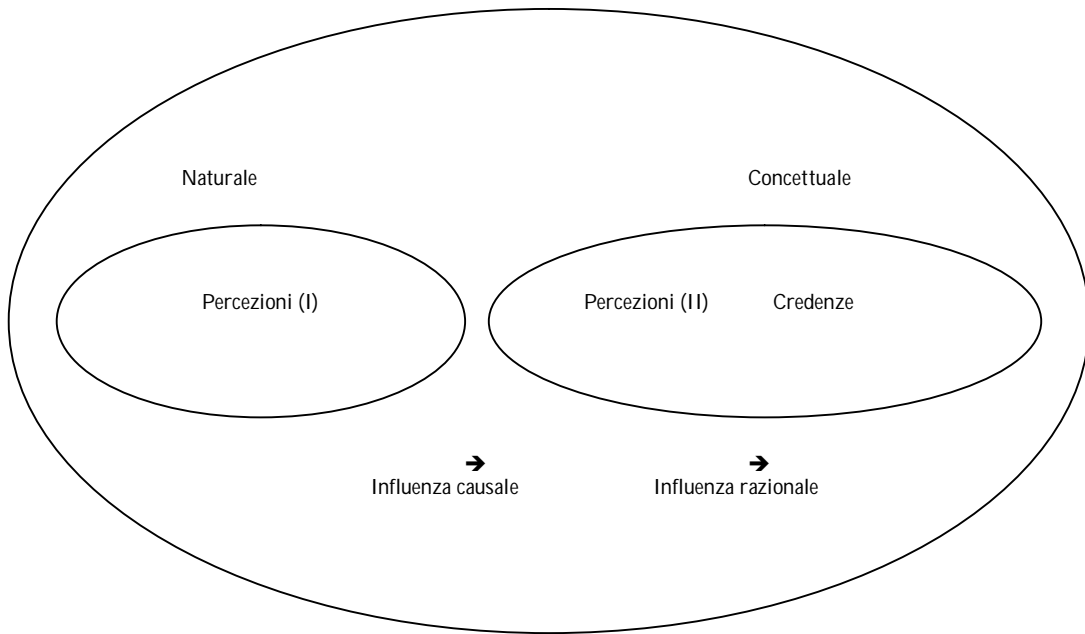 Naturale Concettuale
Percezioni (I) Percezioni (II) Credenze
➔ ➔
Influenza causale Influenza razionale